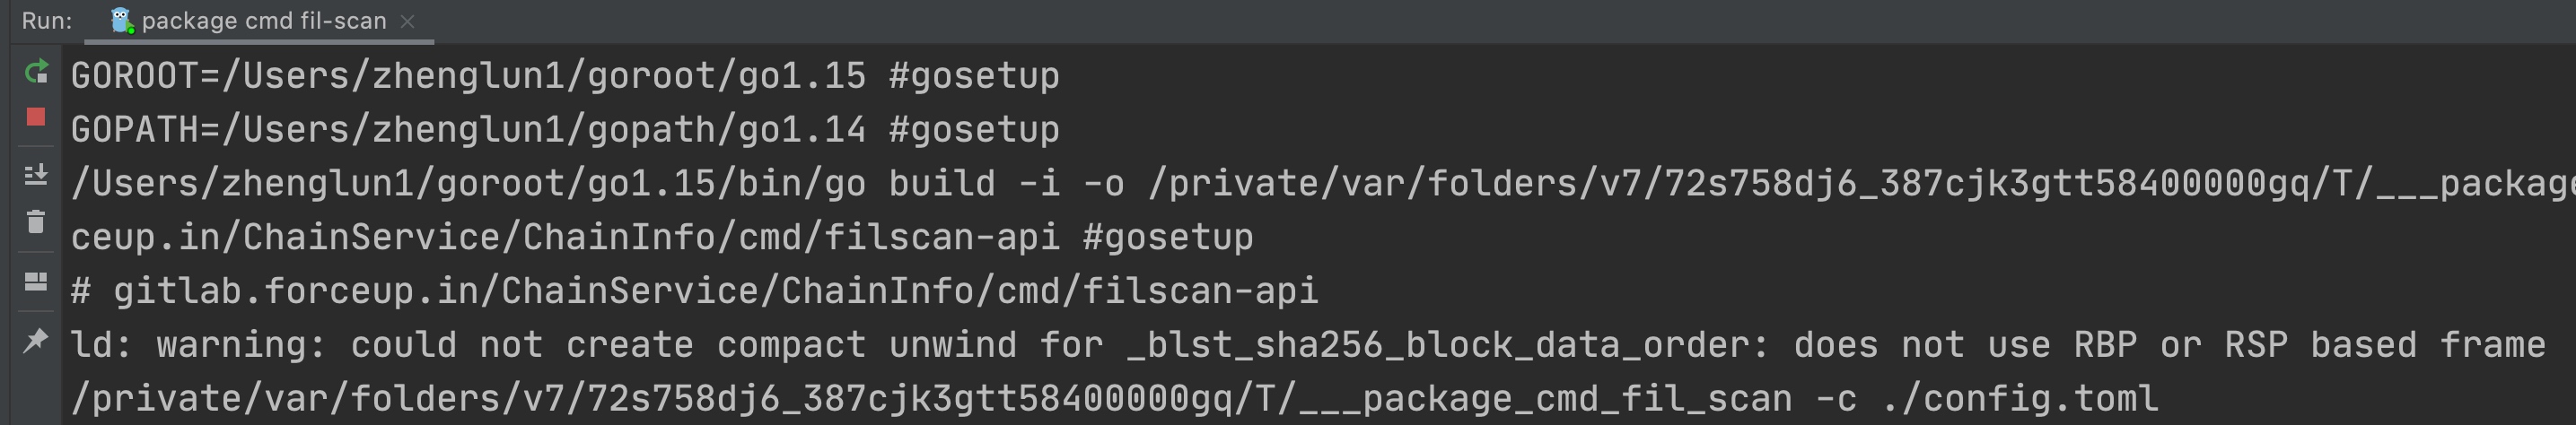 Run: package cmd fil-scan
GOROOT=/Users/zhenglun1/goroot/go1.15 #gosetup
GOPATH=/Users/zhenglun1/gopath/go1.14 #gosetup
/Users/zhenglun1/goroot/go1.15/bin/go build -i -o /private/var/folders/v7/72s758dj6_387cjk3gtt58400000gq/T/___package
ceup.in/ChainService/ChainInfo/cmd/filscan-api #gosetup
# gitlab.forceup.in/ChainService/ChainInfo/cmd/filscan-api
ld: warning: could not create compact unwind for _blst_sha256_block_data_order: does not use RBP or RSP based frame
/private/var/folders/v7/72s758dj6_387cjk3gtt58400000gq/T/___package_cmd_fil_scan -c ./config.toml